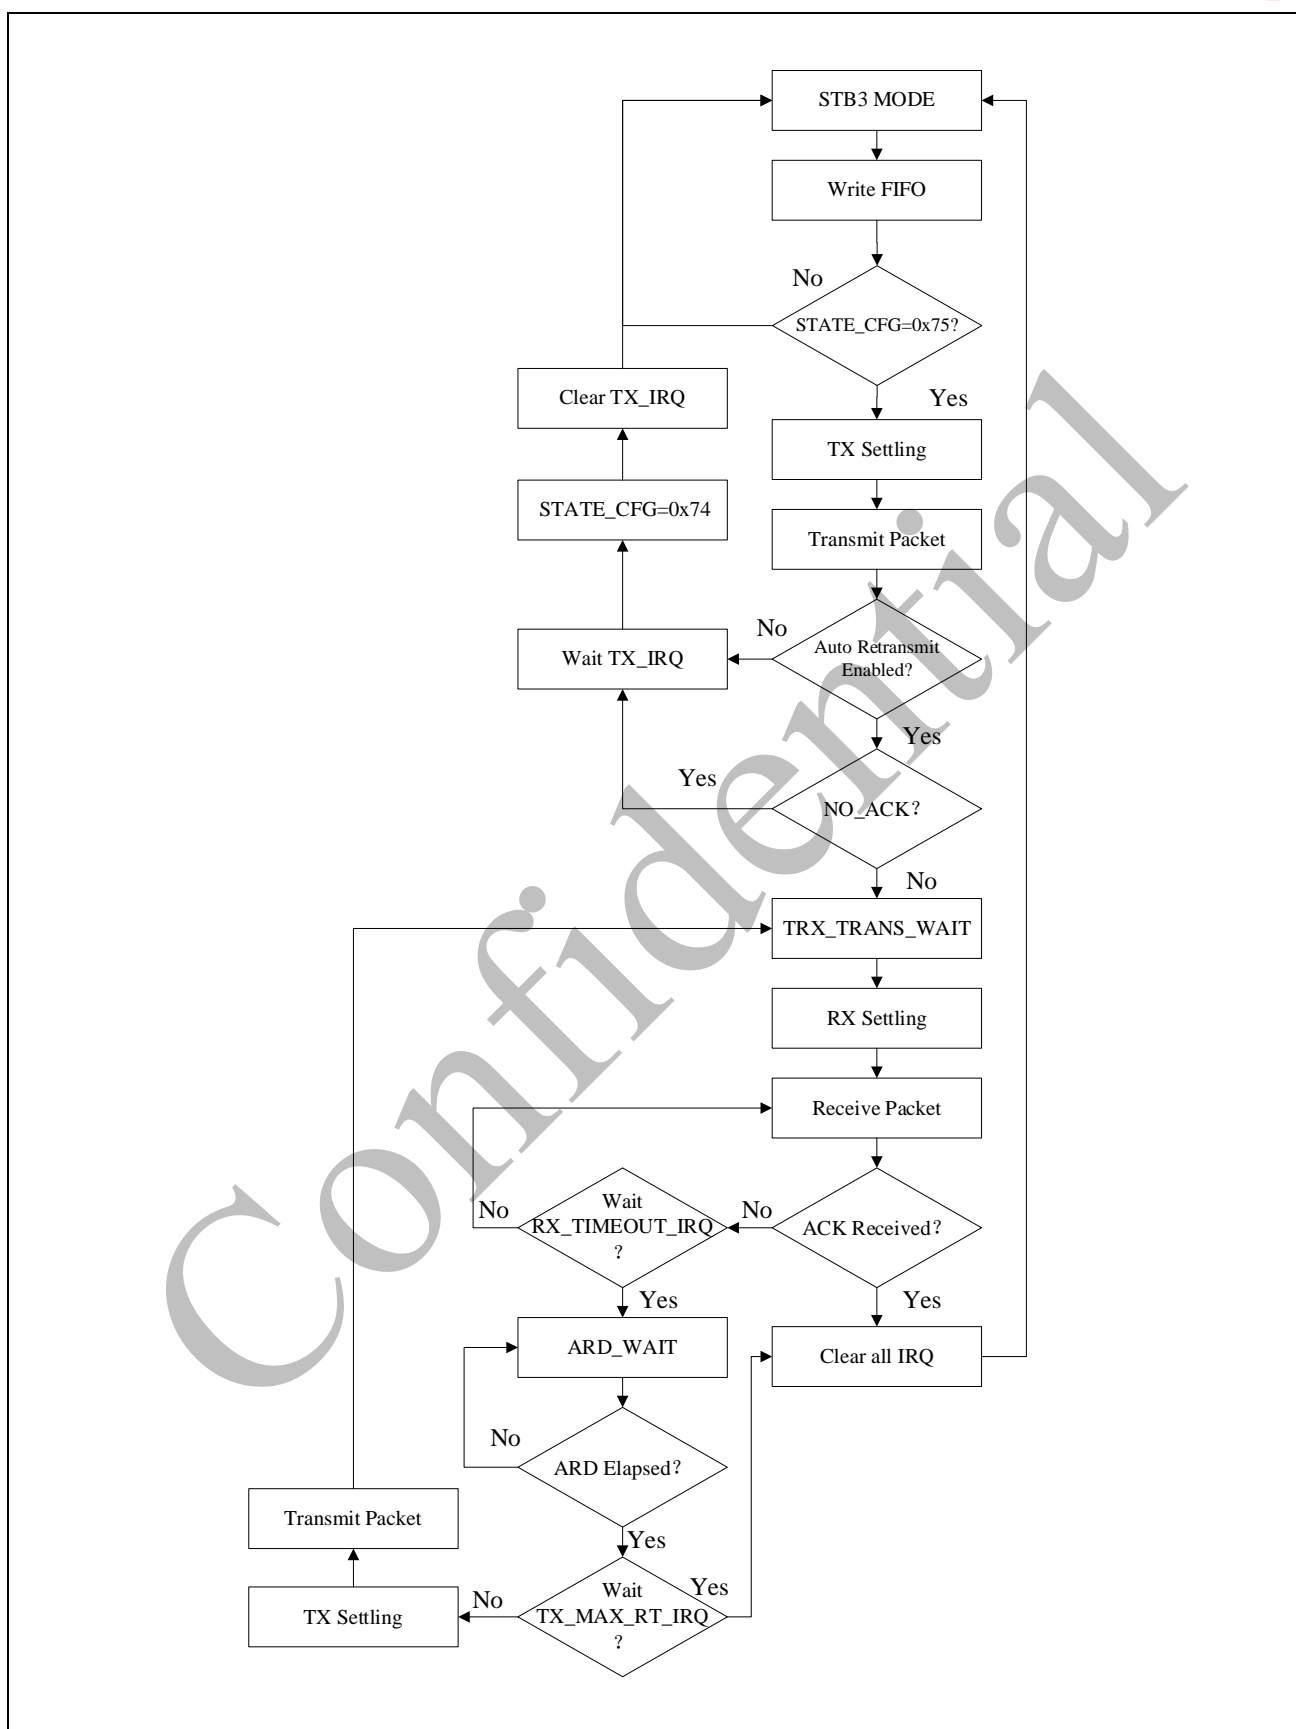 STB3 MODE
Write FIFO
No
STATE_CFG=0x75?
Yes
Clear TX_IRQ
TX Settling
STATE_CFG=0x74
Transmit Packet
No
Wait TX_IRQ
Auto Retransmit
Enabled?
Yes
Yes
NO_ACK?
No
TRX_TRANS_WAIT
RX Settling
Receive Packet
No
Wait
RX_TIMEOUT_IRQ
?
No
ACK Received?
Yes
Yes
ARD_WAIT
Clear all IRQ
No
ARD Elapsed?
Transmit Packet
Yes
TX Settling
No
Wait
TX_MAX_RT_IRQ
?
Yes
Confidential